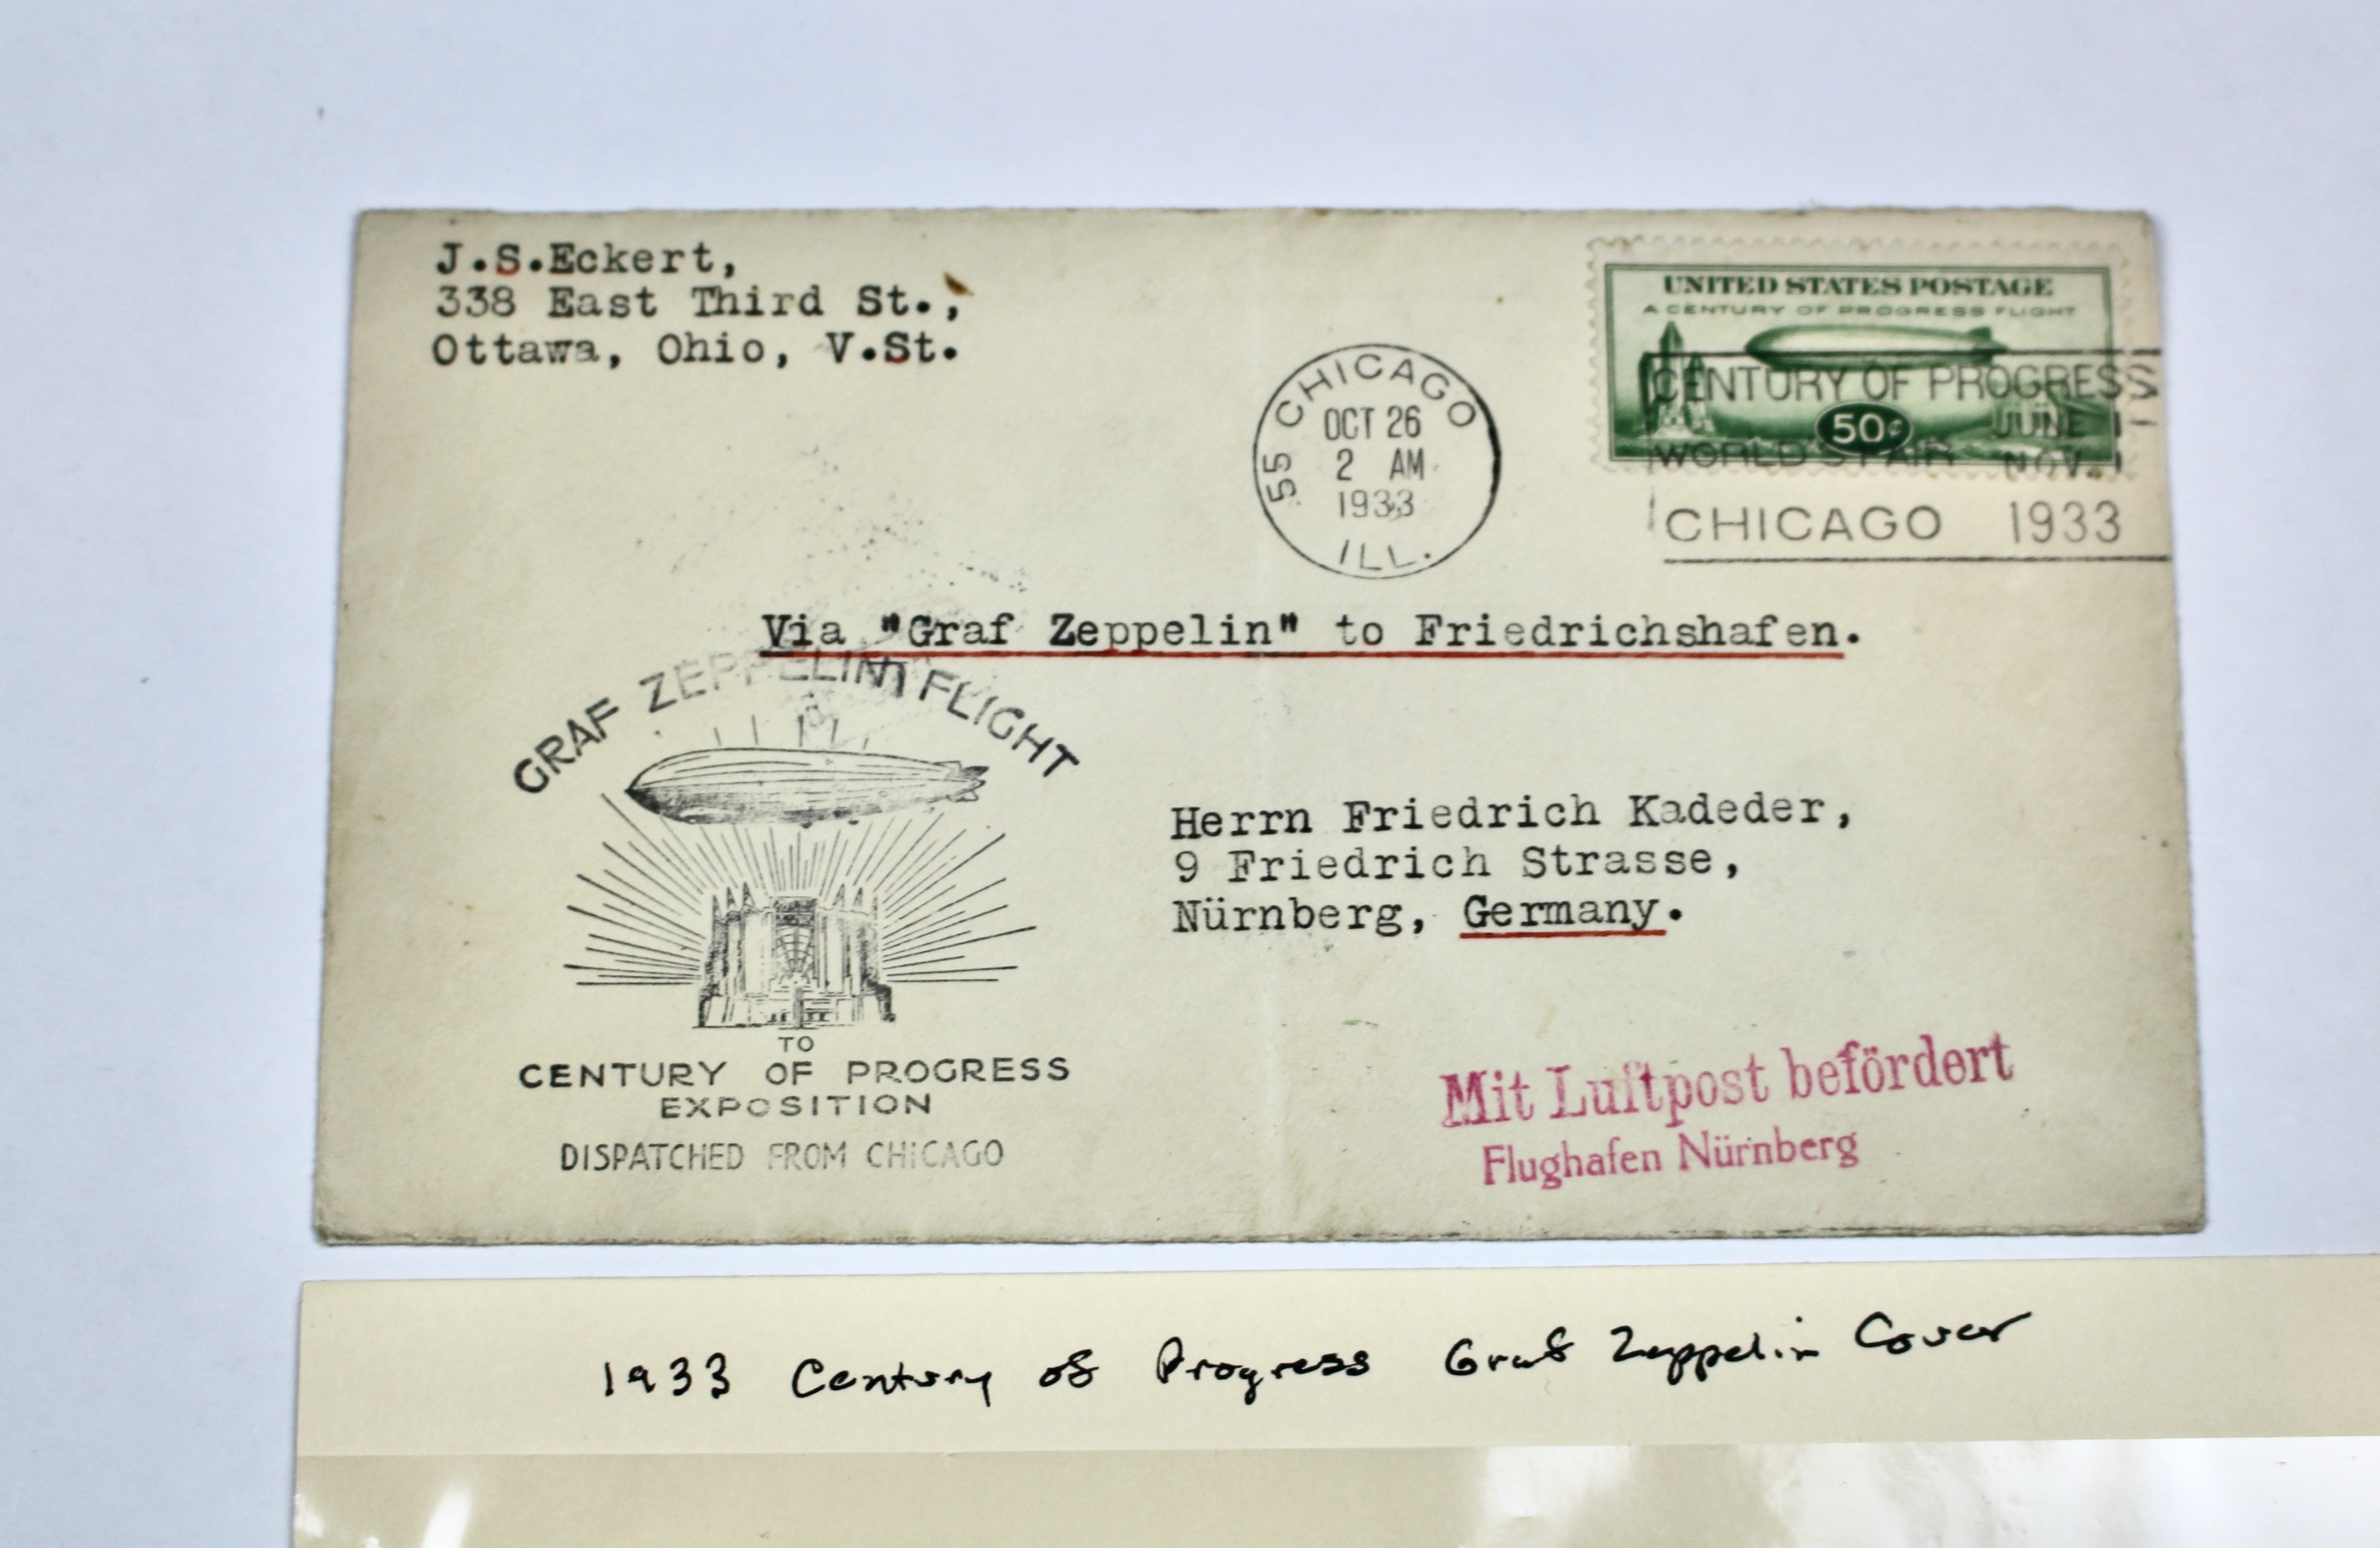 J.S.Eckert,
338 East Third St.,
Ottawa, Ohio, V.St.
UNITED STATES POSTAGE
A CENTURY OF PROGRESS FLIGHT
50¢
55 CHICAGO
OCT 26
2 AM
1933
ILL.
CENTURY OF PROGRESS
JUNE 1
WORLD'S FAIR NOV. 1
CHICAGO 1933
Via "Graf Zeppelin" to Friedrichshafen.
GRAF ZEPPELIN FLIGHT
TO
CENTURY OF PROGRESS
EXPOSITION
DISPATCHED FROM CHICAGO
Herrn Friedrich Kadeder,
9 Friedrich Strasse,
Nürnberg, Germany.
Mit Luftpost befördert
Flughafen Nürnberg
1933 Century of Progress Graf Zeppelin Cover